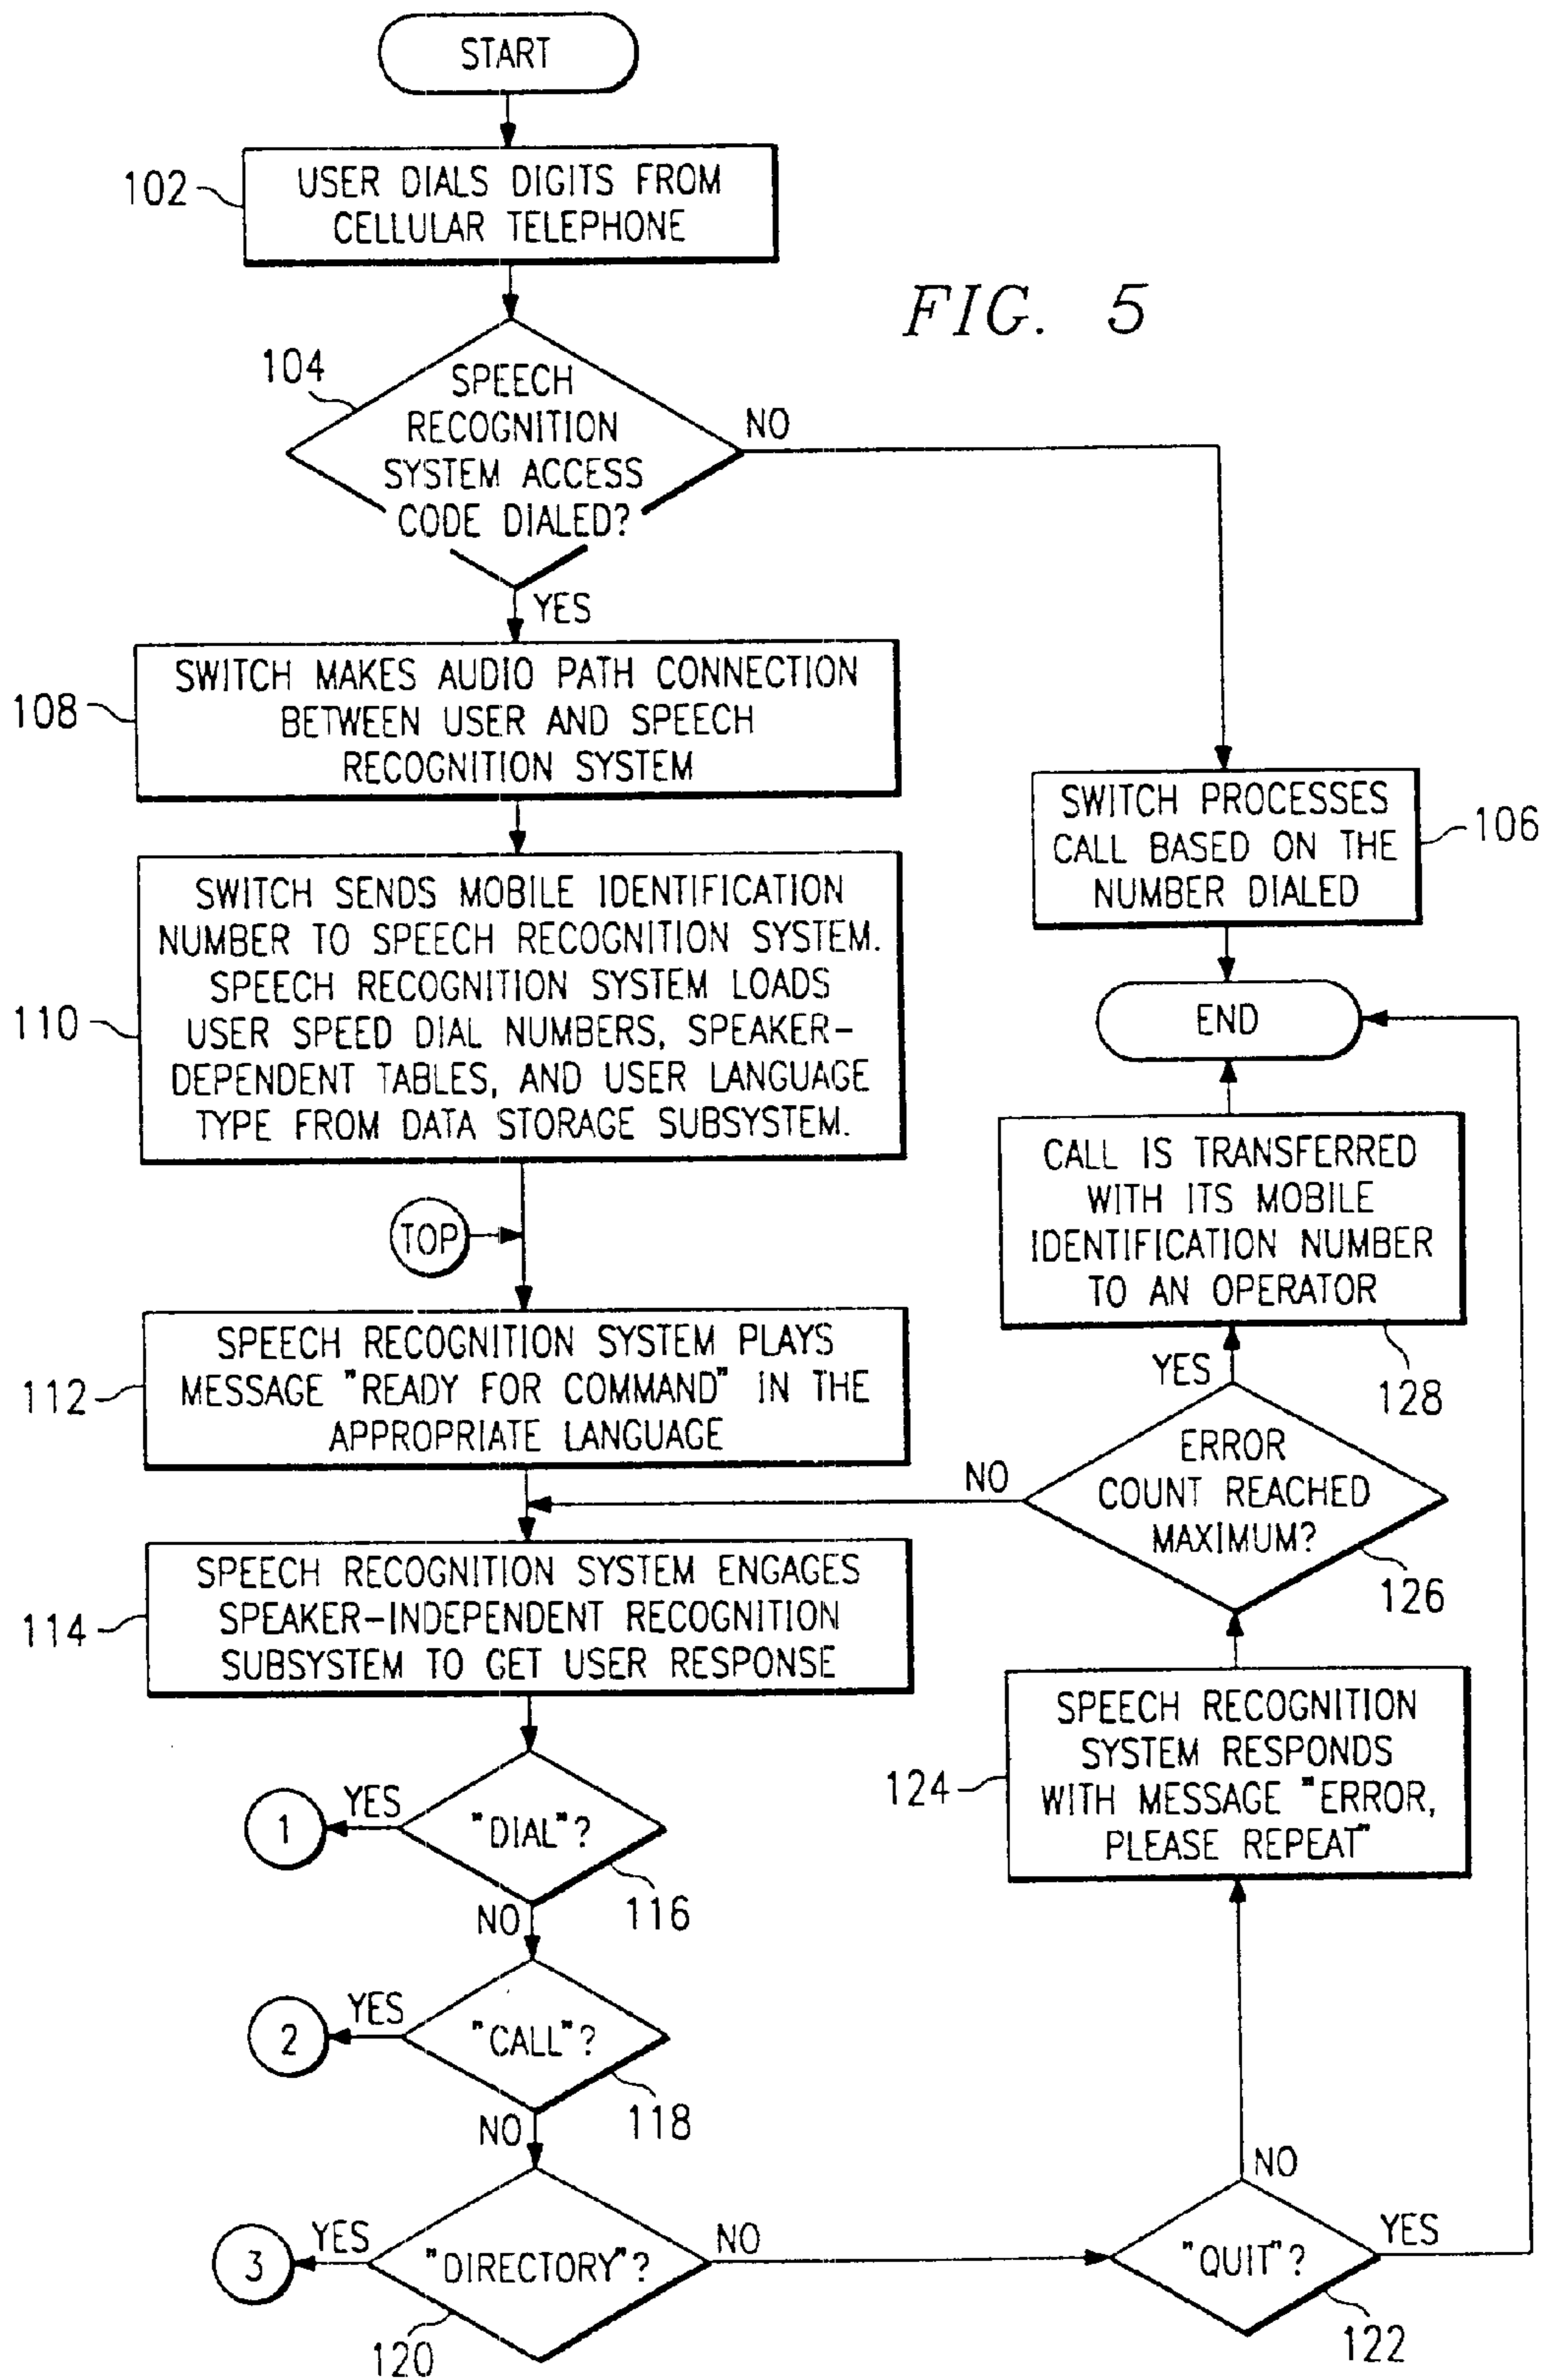 START
102
USER DIALS DIGITS FROM
CELLULAR TELEPHONE
FIG. 5
104
SPEECH
RECOGNITION
SYSTEM ACCESS
CODE DIALED?
NO
YES
108
SWITCH MAKES AUDIO PATH CONNECTION
BETWEEN USER AND SPEECH
RECOGNITION SYSTEM
SWITCH PROCESSES
CALL BASED ON THE
NUMBER DIALED
106
110
SWITCH SENDS MOBILE IDENTIFICATION
NUMBER TO SPEECH RECOGNITION SYSTEM.
SPEECH RECOGNITION SYSTEM LOADS
USER SPEED DIAL NUMBERS, SPEAKER-
DEPENDENT TABLES, AND USER LANGUAGE
TYPE FROM DATA STORAGE SUBSYSTEM.
END
TOP
CALL IS TRANSFERRED
WITH ITS MOBILE
IDENTIFICATION NUMBER
TO AN OPERATOR
128
112
SPEECH RECOGNITION SYSTEM PLAYS
MESSAGE "READY FOR COMMAND" IN THE
APPROPRIATE LANGUAGE
YES
ERROR
COUNT REACHED
MAXIMUM?
NO
126
114
SPEECH RECOGNITION SYSTEM ENGAGES
SPEAKER-INDEPENDENT RECOGNITION
SUBSYSTEM TO GET USER RESPONSE
124
SPEECH RECOGNITION
SYSTEM RESPONDS
WITH MESSAGE "ERROR,
PLEASE REPEAT"
1
YES
"DIAL"?
116
NO
2
YES
"CALL"?
118
NO
3
YES
"DIRECTORY"?
NO
120
NO
"QUIT"?
YES
122